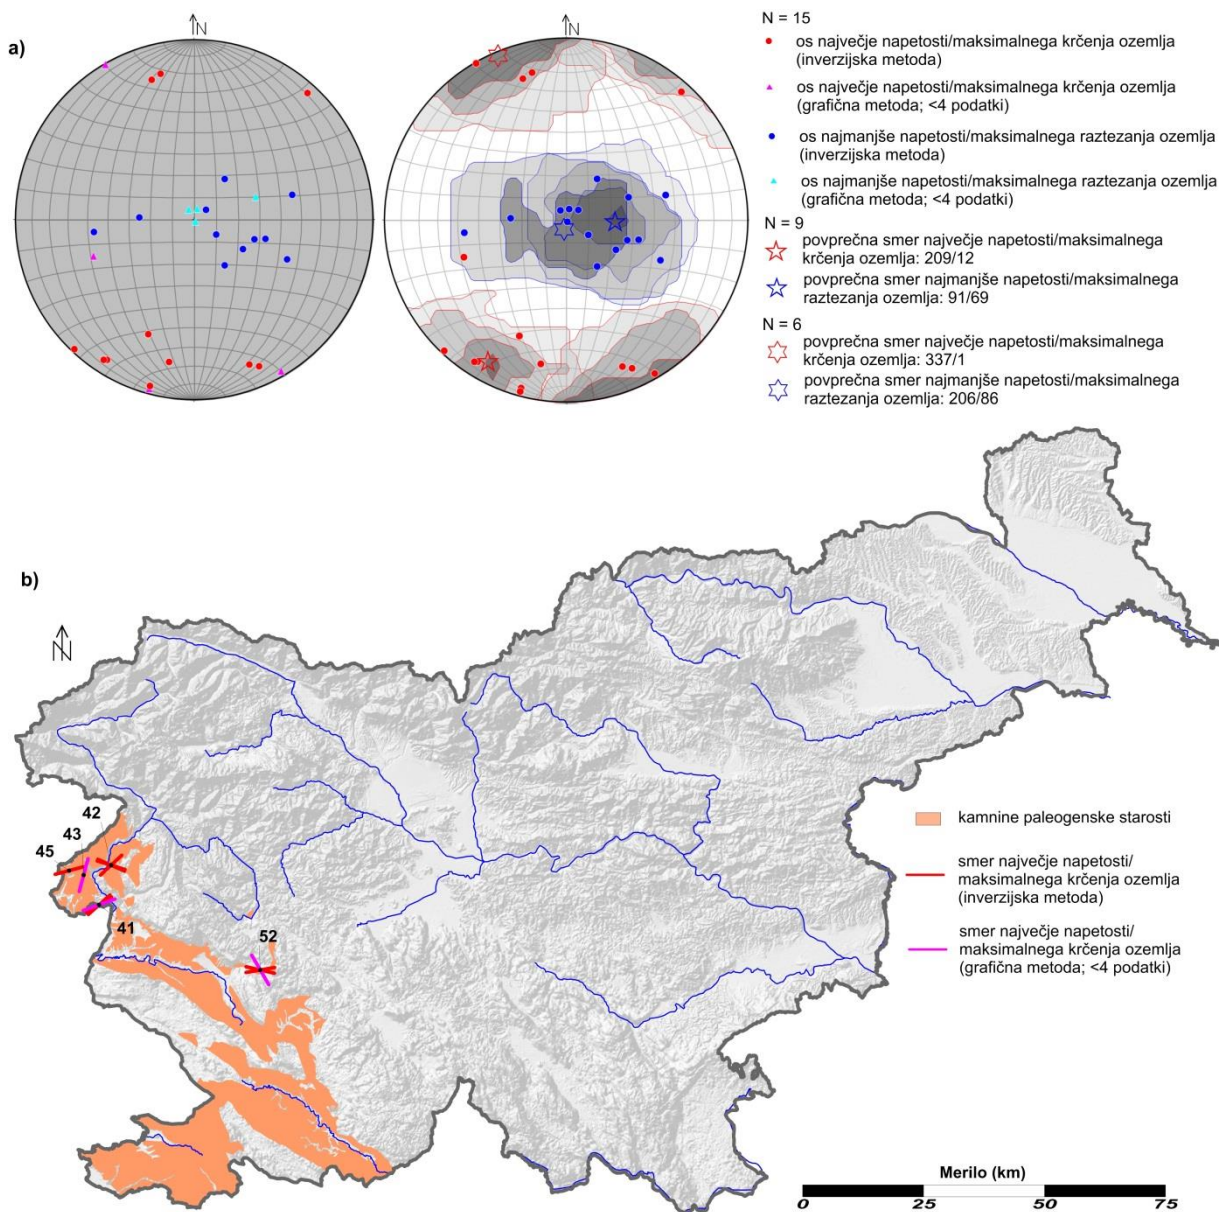 a)
N
N
N = 15
os največje napetosti/maksimalnega krčenja ozemlja
(inverzijska metoda)
os največje napetosti/maksimalnega krčenja ozemlja
(grafična metoda; <4 podatki)
os najmanjše napetosti/maksimalnega raztezanja ozemlja
(inverzijska metoda)
os najmanjše napetosti/maksimalnega raztezanja ozemlja
(grafična metoda; <4 podatki)
N = 9
povprečna smer največje napetosti/maksimalnega
krčenja ozemlja: 209/12
povprečna smer najmanjše napetosti/maksimalnega
raztezanja ozemlja: 91/69
N = 6
povprečna smer največje napetosti/maksimalnega
krčenja ozemlja: 337/1
povprečna smer najmanjše napetosti/maksimalnega
raztezanja ozemlja: 206/86
b)
N
42
43
45
41
52
kamnine paleogenske starosti
smer največje napetosti/
maksimalnega krčenja ozemlja
(inverzijska metoda)
smer največje napetosti/
maksimalnega krčenja ozemlja
(grafična metoda; <4 podatki)
Merilo (km)
0 25 50 75